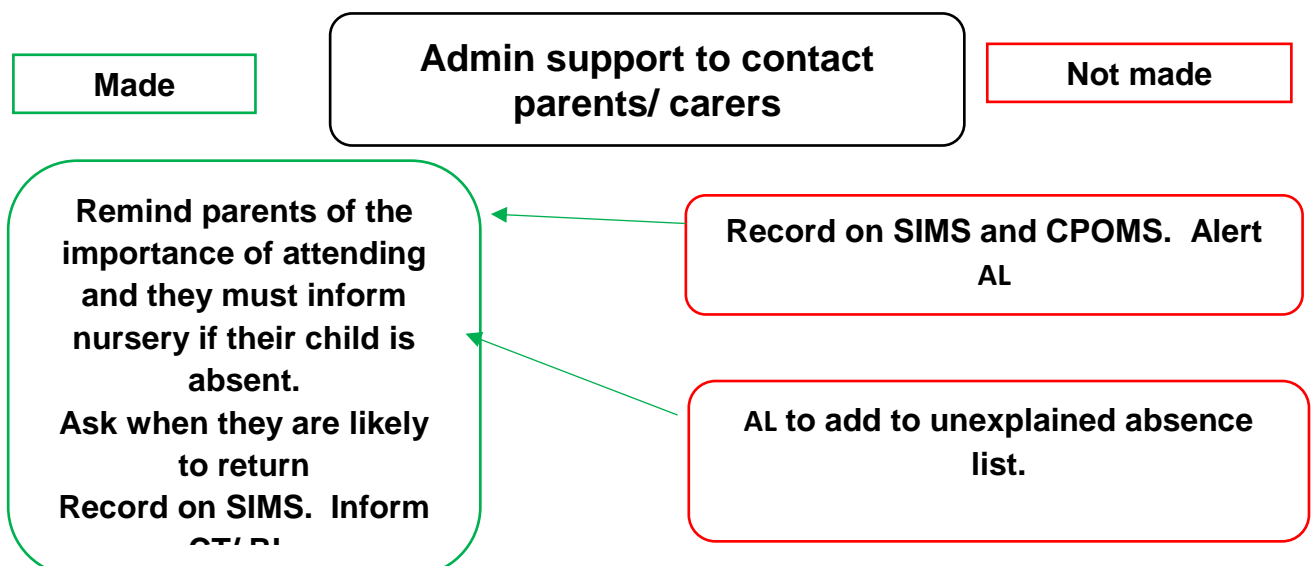 Made
Admin support to contact
parents/ carers
Not made
Remind parents of the
importance of attending
and they must inform
nursery if their child is
absent.
Ask when they are likely
to return
Record on SIMS.  Inform
Record on SIMS and CPOMS.  Alert
AL
AL to add to unexplained absence
list.